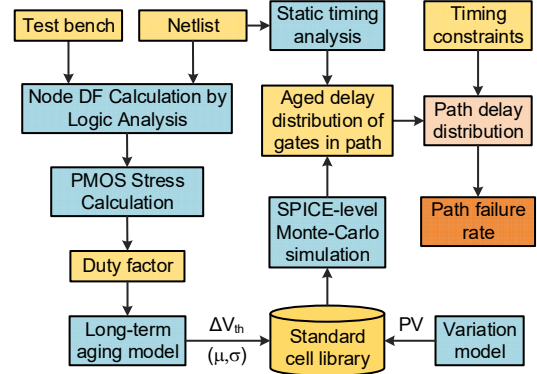 Test bench
Netlist
Static timing
analysis
Timing
constraints
Node DF Calculation by
Logic Analysis
Aged delay
distribution of
gates in path
Path delay
distribution
PMOS Stress
Calculation
SPICE-level
Monte-Carlo
simulation
Path failure
rate
Duty factor
Long-term
aging model
ΔVth
(μ,σ)
Standard
cell library
PV
Variation
model